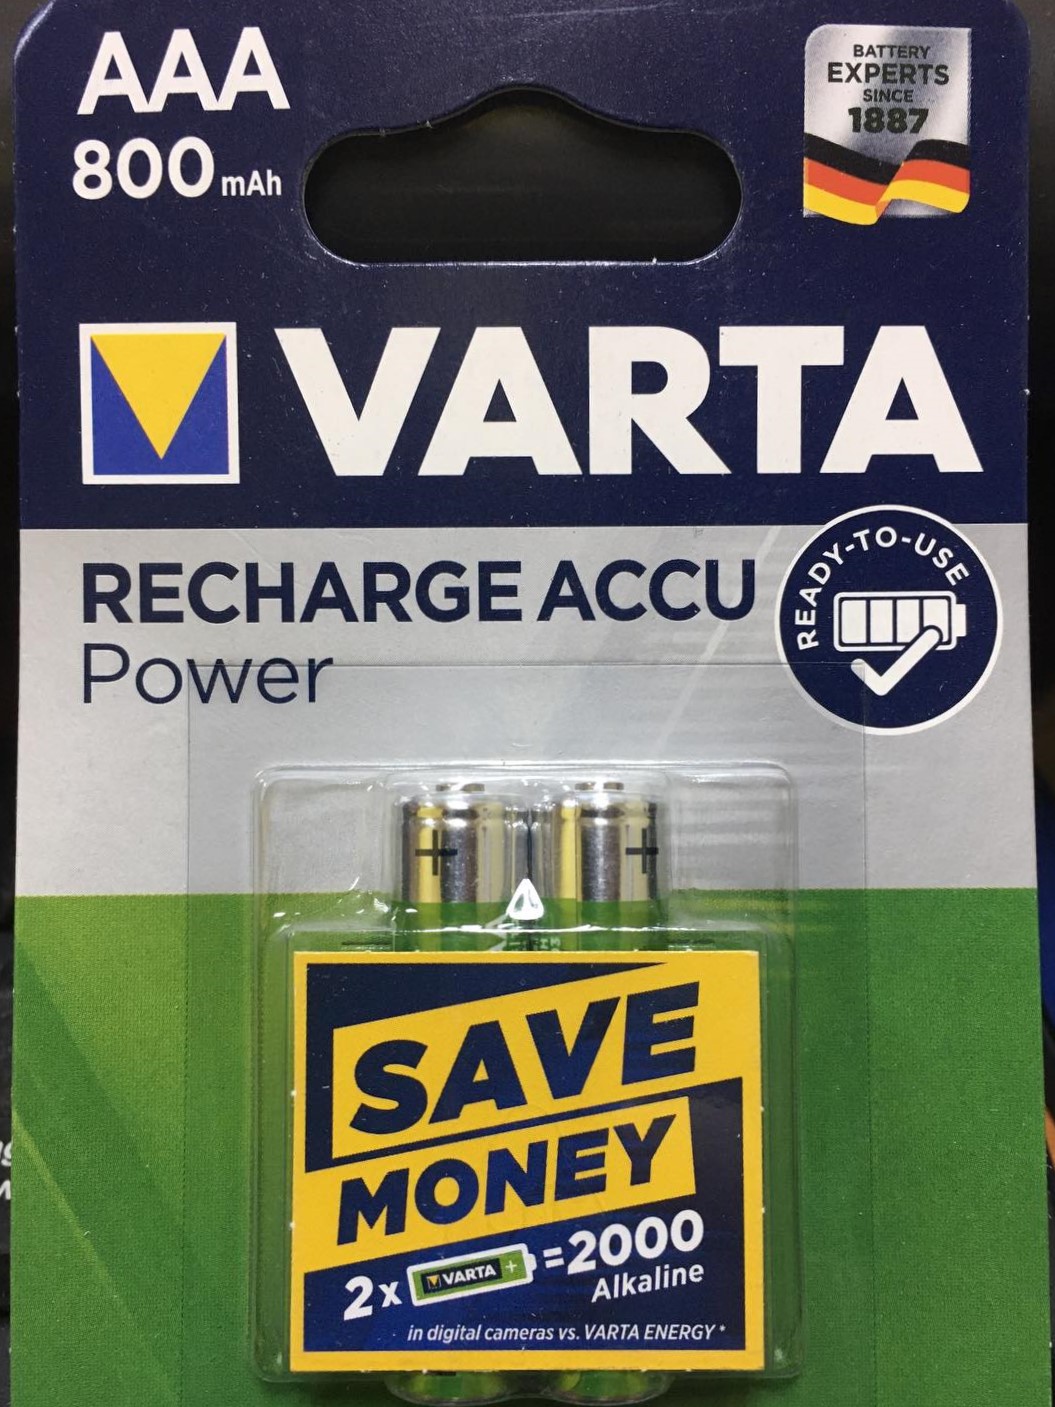 AAA
800 mAh
BATTERY
EXPERTS
SINCE
1887
VARTA
RECHARGE ACCU
Power
READY-TO-USE
+ +
SAVE
MONEY
2x VARTA + =2000
Alkaline
in digital cameras vs. VARTA ENERGY*